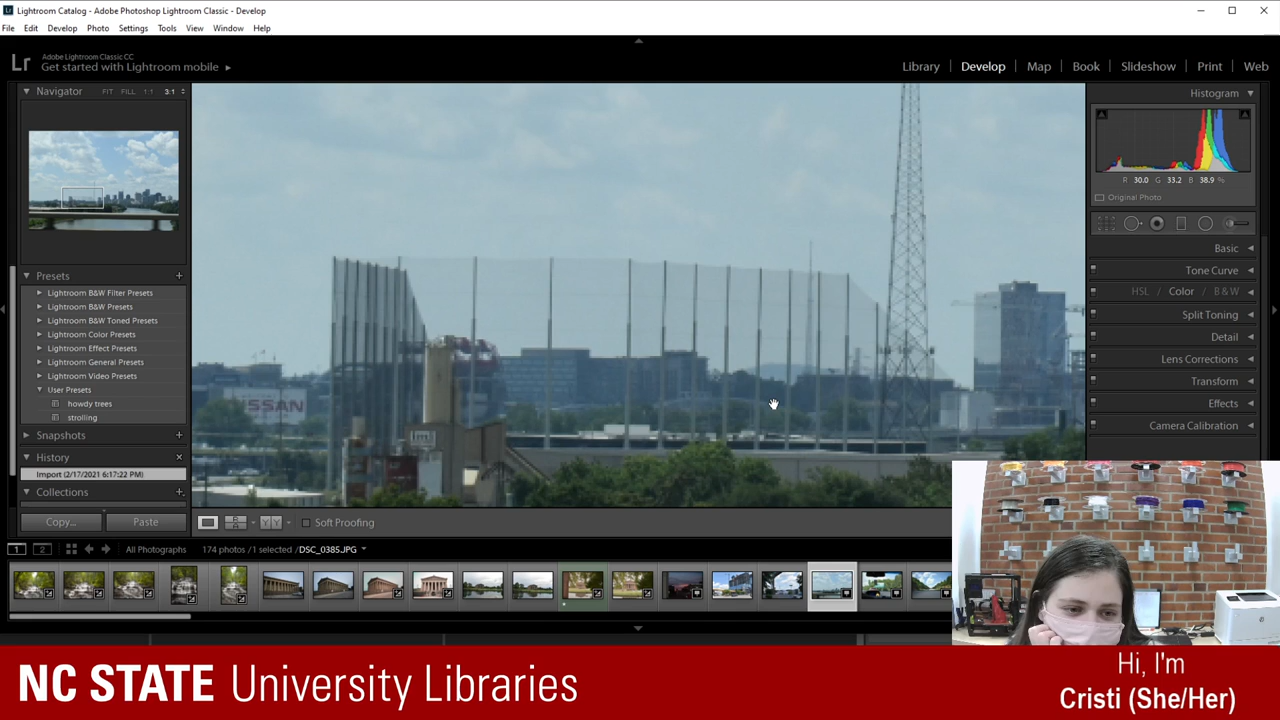 Lightroom Catalog - Adobe Photoshop Lightroom Classic - Develop
File Edit Develop Photo Settings Tools View Window Help
Lr
Adobe Lightroom Classic CC
Get started with Lightroom mobile ▸
Library | Develop | Map | Book | Slideshow | Print | Web
Navigator FIT FILL 1:1 3:1
Presets +
Lightroom B&W Filter Presets
Lightroom B&W Presets
Lightroom B&W Toned Presets
Lightroom Color Presets
Lightroom Effect Presets
Lightroom General Presets
Lightroom Video Presets
User Presets
howdy trees
strolling
Snapshots +
History ×
Import (2/17/2021 6:17:22 PM)
Collections +
Copy... Paste
NISSAN
Soft Proofing
Histogram
R 30.0 G 33.2 B 38.9 %
Original Photo
Basic
Tone Curve
HSL / Color / B & W
Split Toning
Detail
Lens Corrections
Transform
Effects
Camera Calibration
1 2 All Photographs 174 photos / 1 selected / DSC_0385.JPG
NC STATE University Libraries
Hi, I'm
Cristi (She/Her)